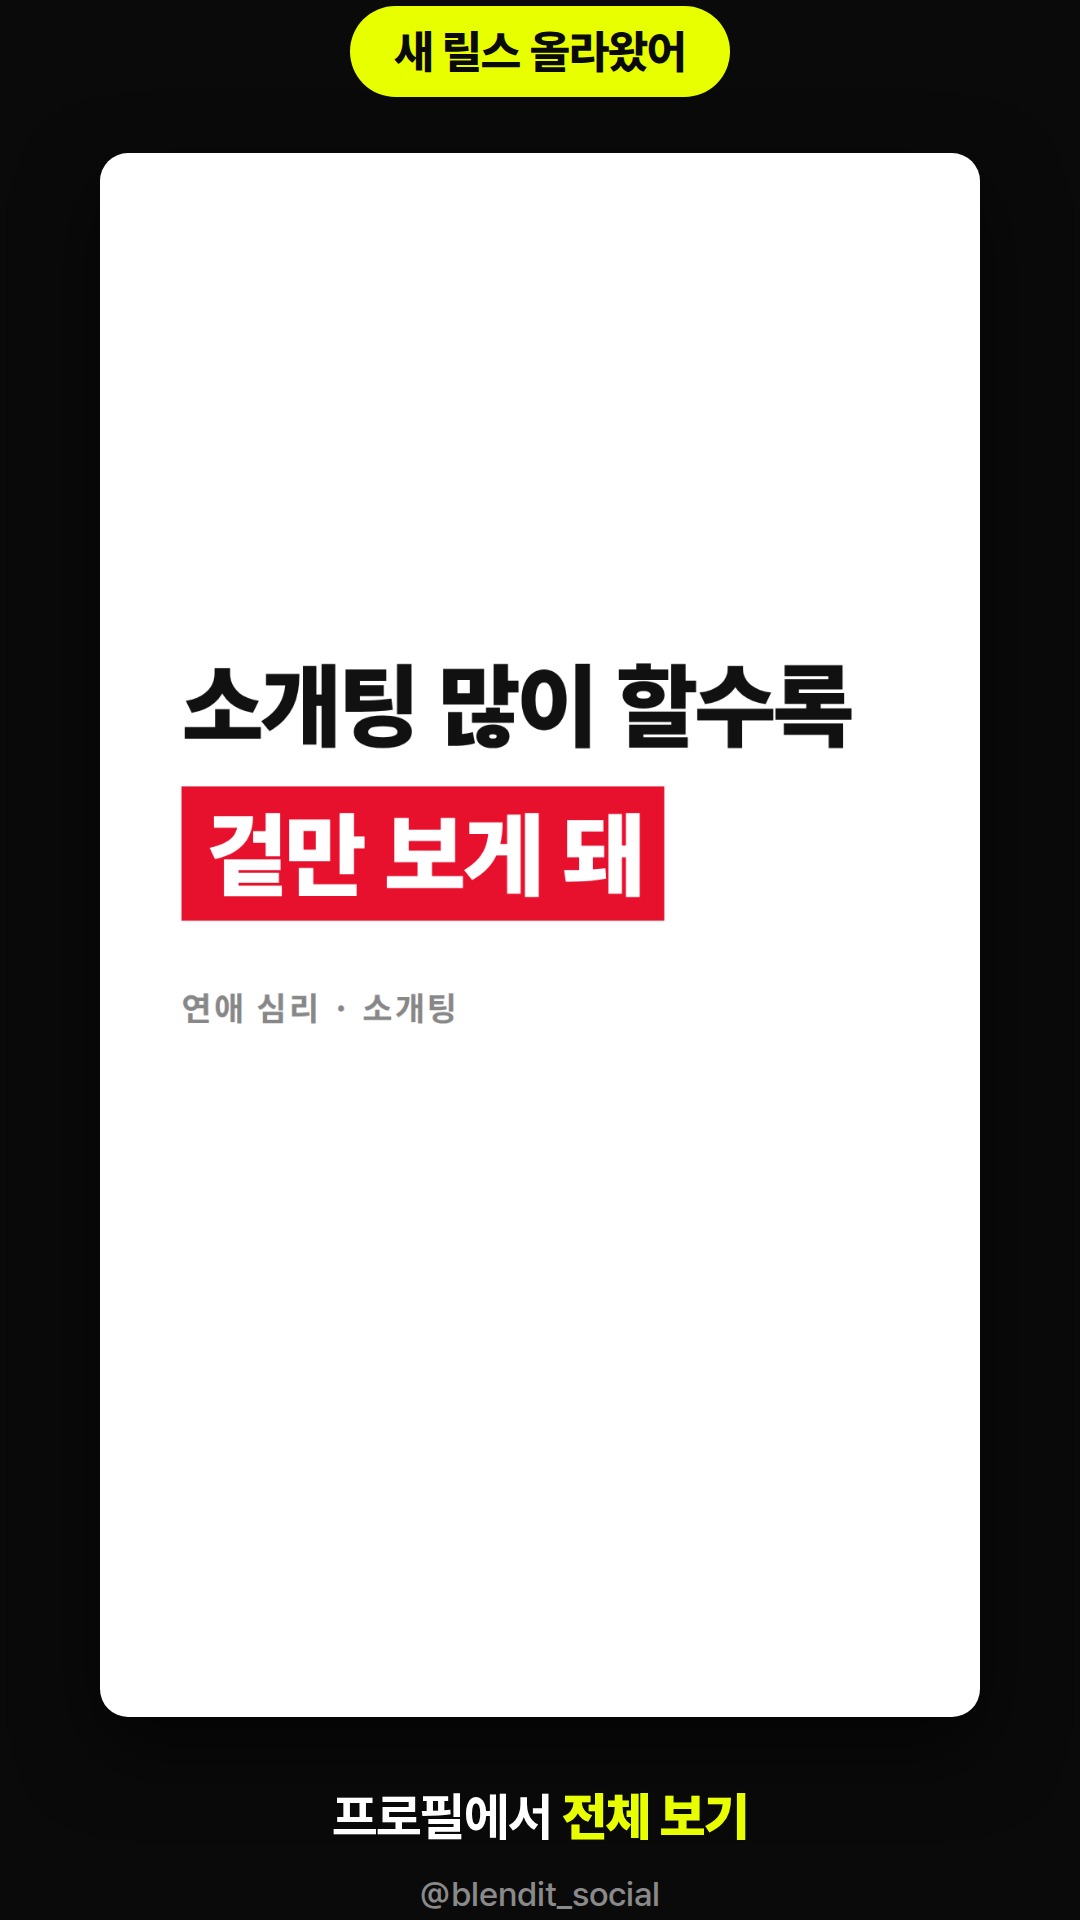 새 릴스 올라왔어
소개팅 많이 할수록
겉만 보게 돼
연애 심리 · 소개팅
프로필에서 전체 보기
@blendit_social